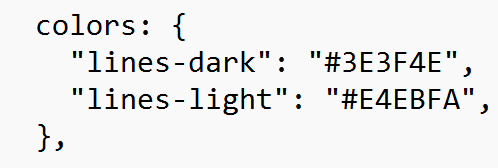 colors: {
  "lines-dark": "#3E3F4E",
  "lines-light": "#E4EBFA",
},